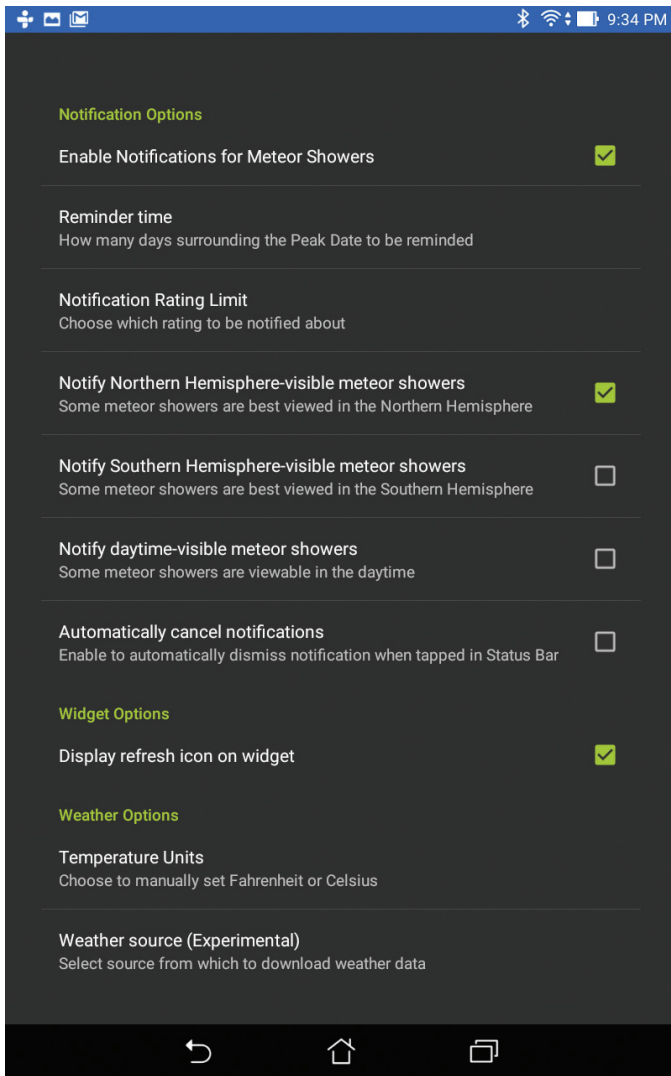 9:34 PM
Notification Options
Enable Notifications for Meteor Showers
Reminder time
How many days surrounding the Peak Date to be reminded
Notification Rating Limit
Choose which rating to be notified about
Notify Northern Hemisphere-visible meteor showers
Some meteor showers are best viewed in the Northern Hemisphere
Notify Southern Hemisphere-visible meteor showers
Some meteor showers are best viewed in the Southern Hemisphere
Notify daytime-visible meteor showers
Some meteor showers are viewable in the daytime
Automatically cancel notifications
Enable to automatically dismiss notification when tapped in Status Bar
Widget Options
Display refresh icon on widget
Weather Options
Temperature Units
Choose to manually set Fahrenheit or Celsius
Weather source (Experimental)
Select source from which to download weather data